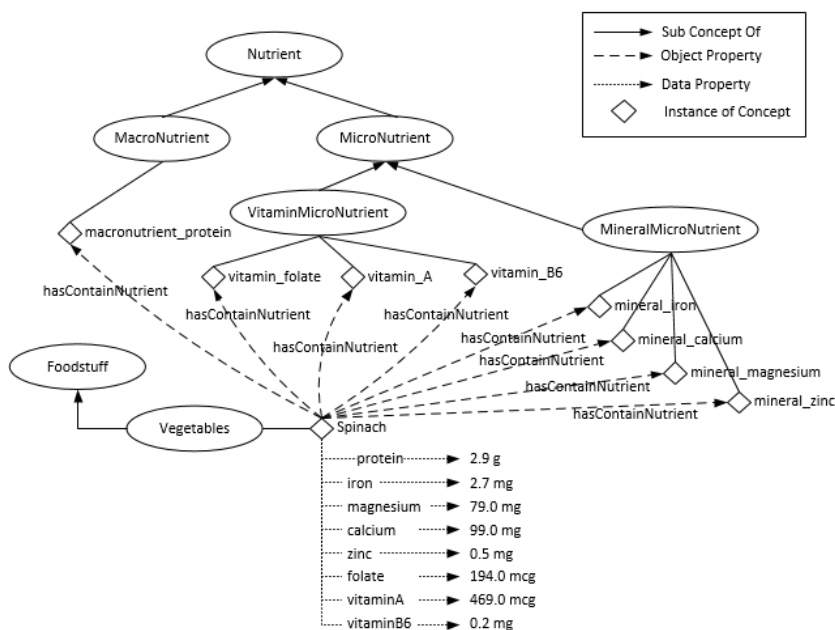 Sub Concept Of
Object Property
Data Property
Instance of Concept
Nutrient
MacroNutrient
MicroNutrient
VitaminMicroNutrient
MineralMicroNutrient
macronutrient_protein
vitamin_folate
vitamin_A
vitamin_B6
hasContainNutrient
hasContainNutrient
hasContainNutrient
hasContainNutrient
mineral_iron
hasContainNutrient
mineral_calcium
hasContainNutrient
mineral_magnesium
hasContainNutrient
mineral_zinc
hasContainNutrient
Foodstuff
Vegetables
Spinach
protein 2.9 g
iron 2.7 mg
magnesium 79.0 mg
calcium 99.0 mg
zinc 0.5 mg
folate 194.0 mcg
vitaminA 469.0 mcg
vitaminB6 0.2 mg